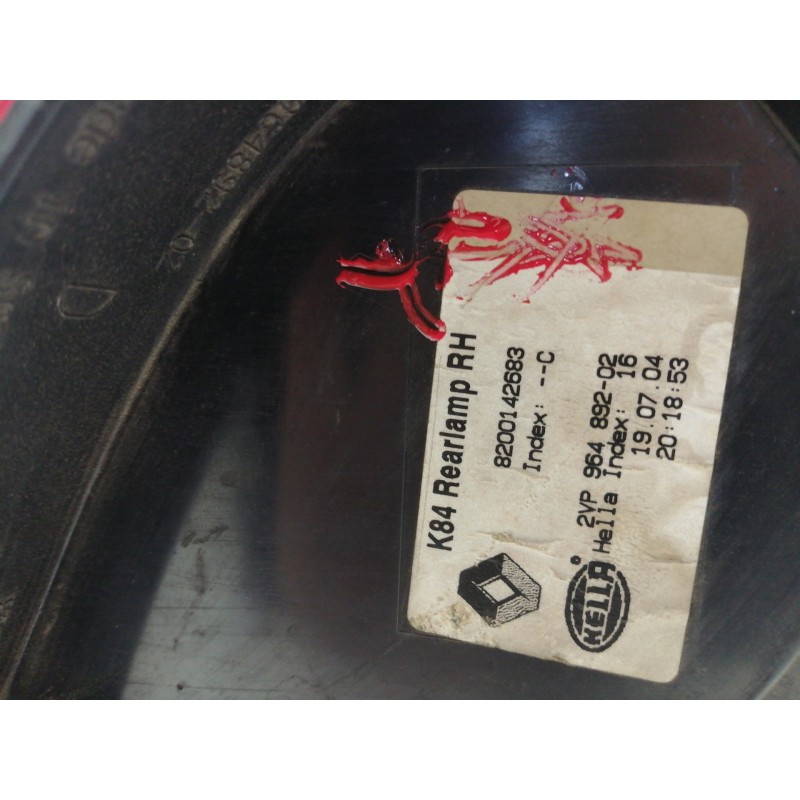 K84 Rearlamp RH
8200142683
Index: --C
2VP 964 892-02
Hella Index: 16
19.07.04
20:18:53
HELLA
D